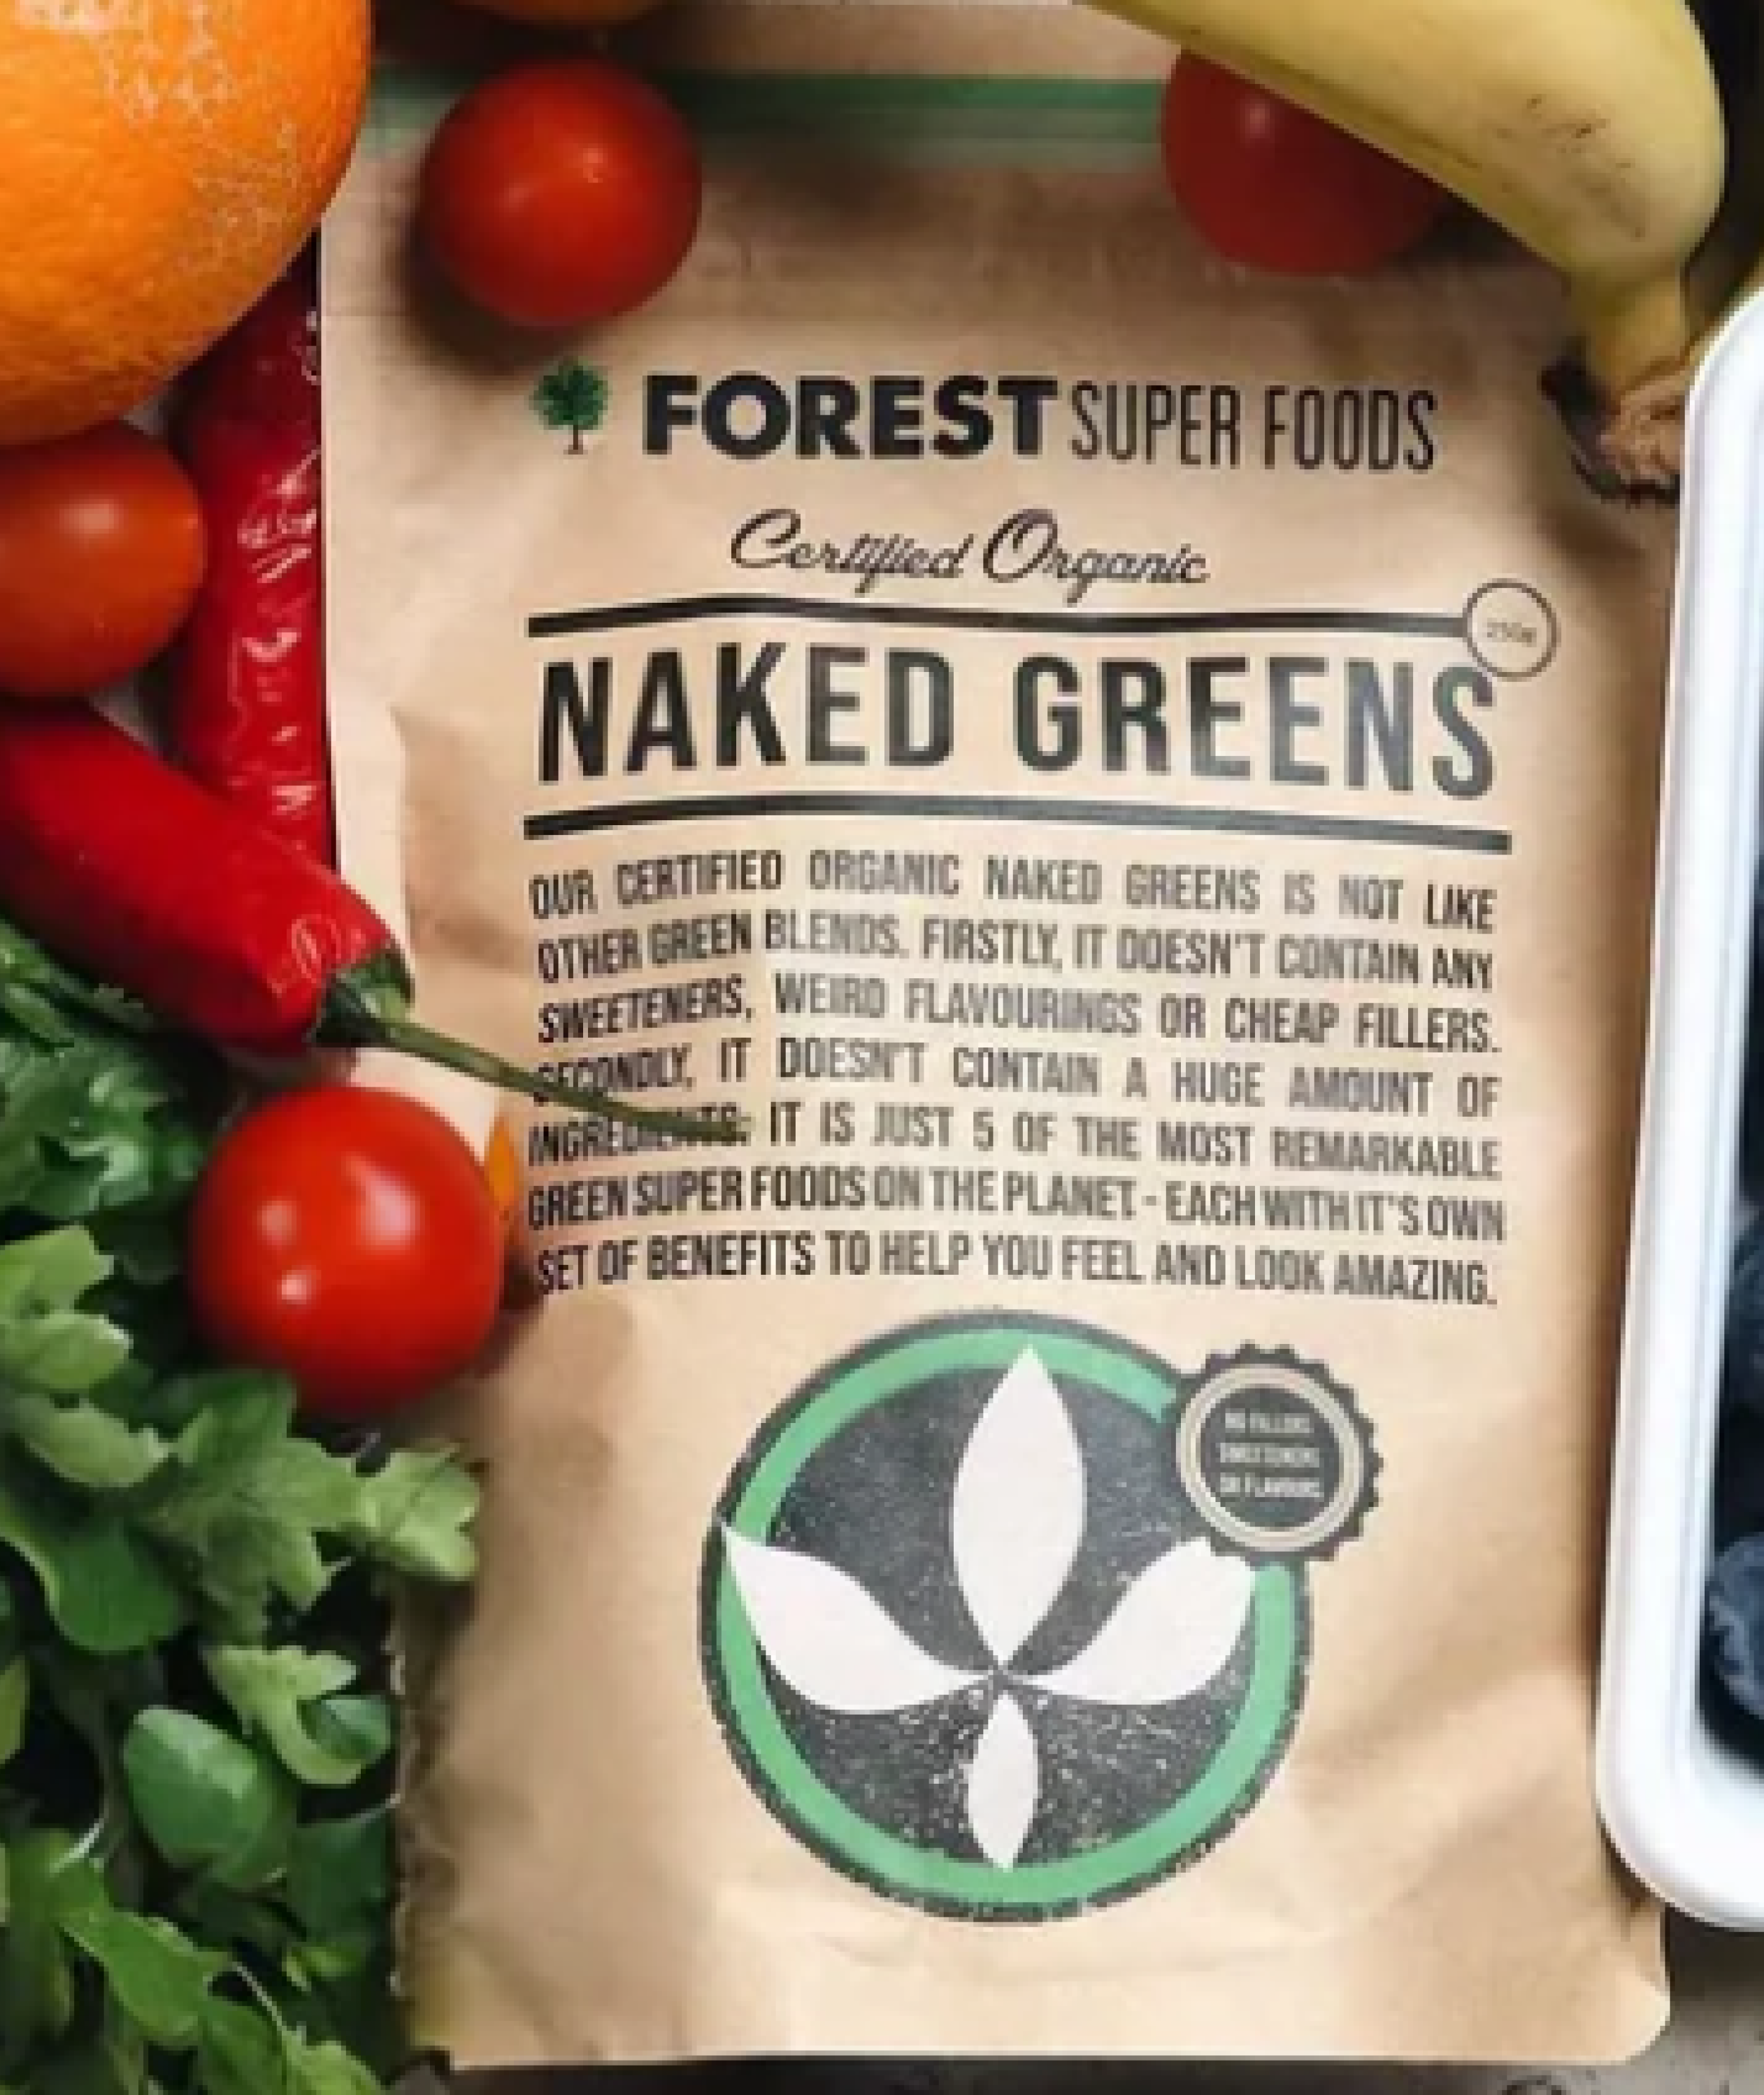 FOREST SUPER FOODS
Certified Organic
NAKED GREENS
OUR CERTIFIED ORGANIC NAKED GREENS IS NOT LIKE
OTHER GREEN BLENDS. FIRSTLY, IT DOESN'T CONTAIN ANY
SWEETENERS, WEIRD FLAVOURINGS OR CHEAP FILLERS.
SECONDLY, IT DOESN'T CONTAIN A HUGE AMOUNT OF
INGREDIENTS. IT IS JUST 5 OF THE MOST REMARKABLE
GREEN SUPER FOODS ON THE PLANET - EACH WITH IT'S OWN
SET OF BENEFITS TO HELP YOU FEEL AND LOOK AMAZING.
NO FILLERS